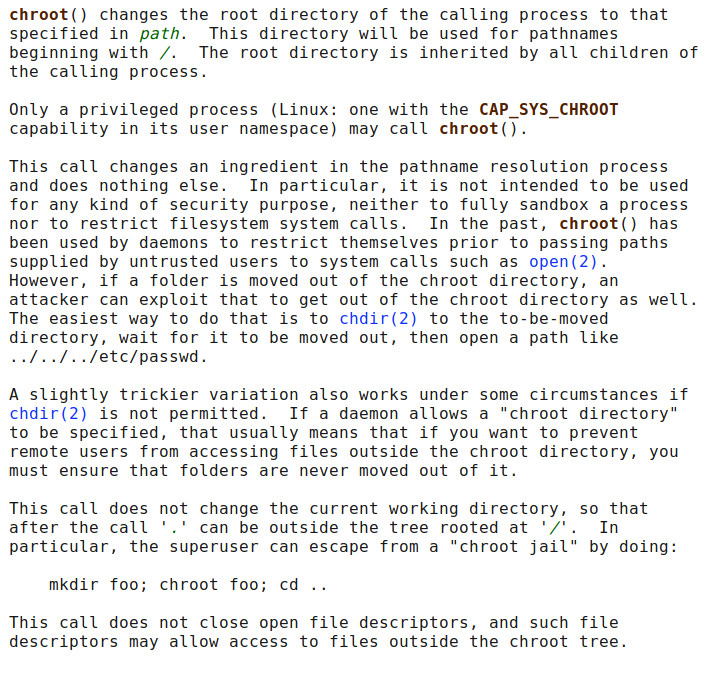 chroot() changes the root directory of the calling process to that
specified in path.  This directory will be used for pathnames
beginning with /.  The root directory is inherited by all children of
the calling process.

Only a privileged process (Linux: one with the CAP_SYS_CHROOT
capability in its user namespace) may call chroot().

This call changes an ingredient in the pathname resolution process
and does nothing else.  In particular, it is not intended to be used
for any kind of security purpose, neither to fully sandbox a process
nor to restrict filesystem system calls.  In the past, chroot() has
been used by daemons to restrict themselves prior to passing paths
supplied by untrusted users to system calls such as open(2).
However, if a folder is moved out of the chroot directory, an
attacker can exploit that to get out of the chroot directory as well.
The easiest way to do that is to chdir(2) to the to-be-moved
directory, wait for it to be moved out, then open a path like
../../../etc/passwd.

A slightly trickier variation also works under some circumstances if
chdir(2) is not permitted.  If a daemon allows a "chroot directory"
to be specified, that usually means that if you want to prevent
remote users from accessing files outside the chroot directory, you
must ensure that folders are never moved out of it.

This call does not change the current working directory, so that
after the call '.' can be outside the tree rooted at '/'.  In
particular, the superuser can escape from a "chroot jail" by doing:

    mkdir foo; chroot foo; cd ..

This call does not close open file descriptors, and such file
descriptors may allow access to files outside the chroot tree.